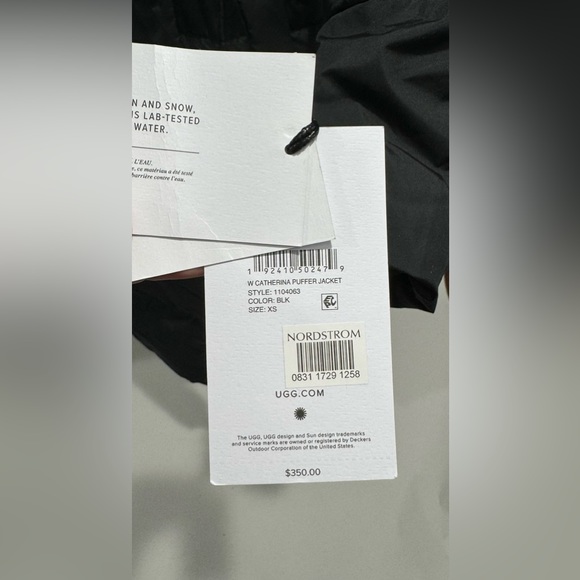 N AND SNOW,
IS LAB-TESTED
WATER.
L'EAU.
, ce matériau a été testé
barrière contre l'eau.
1 92410 50247 9
W CATHERINA PUFFER JACKET
STYLE: 1104063
COLOR: BLK
SIZE: XS
NORDSTROM
0831 1729 1258
UGG.COM
The UGG, UGG design and Sun design trademarks
and service marks are owned or registered by Deckers
Outdoor Corporation of the United States.
$350.00